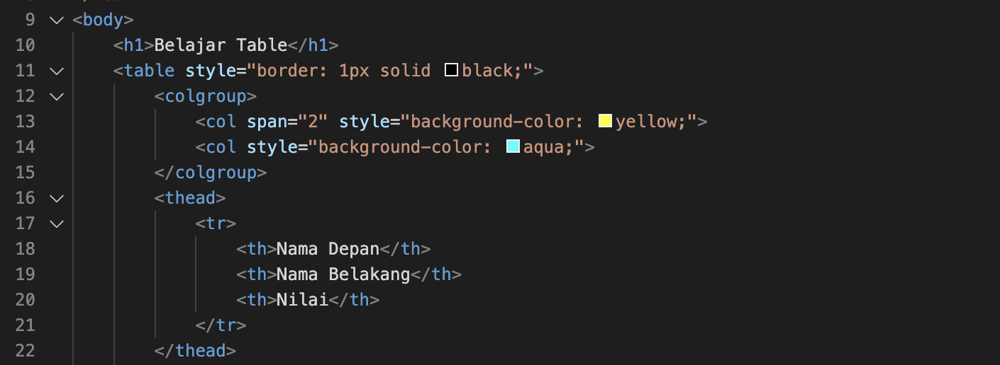 9 <body>
10 <h1>Belajar Table</h1>
11 <table style="border: 1px solid black;">
12 <colgroup>
13 <col span="2" style="background-color: yellow;">
14 <col style="background-color: aqua;">
15 </colgroup>
16 <thead>
17 <tr>
18 <th>Nama Depan</th>
19 <th>Nama Belakang</th>
20 <th>Nilai</th>
21 </tr>
22 </thead>